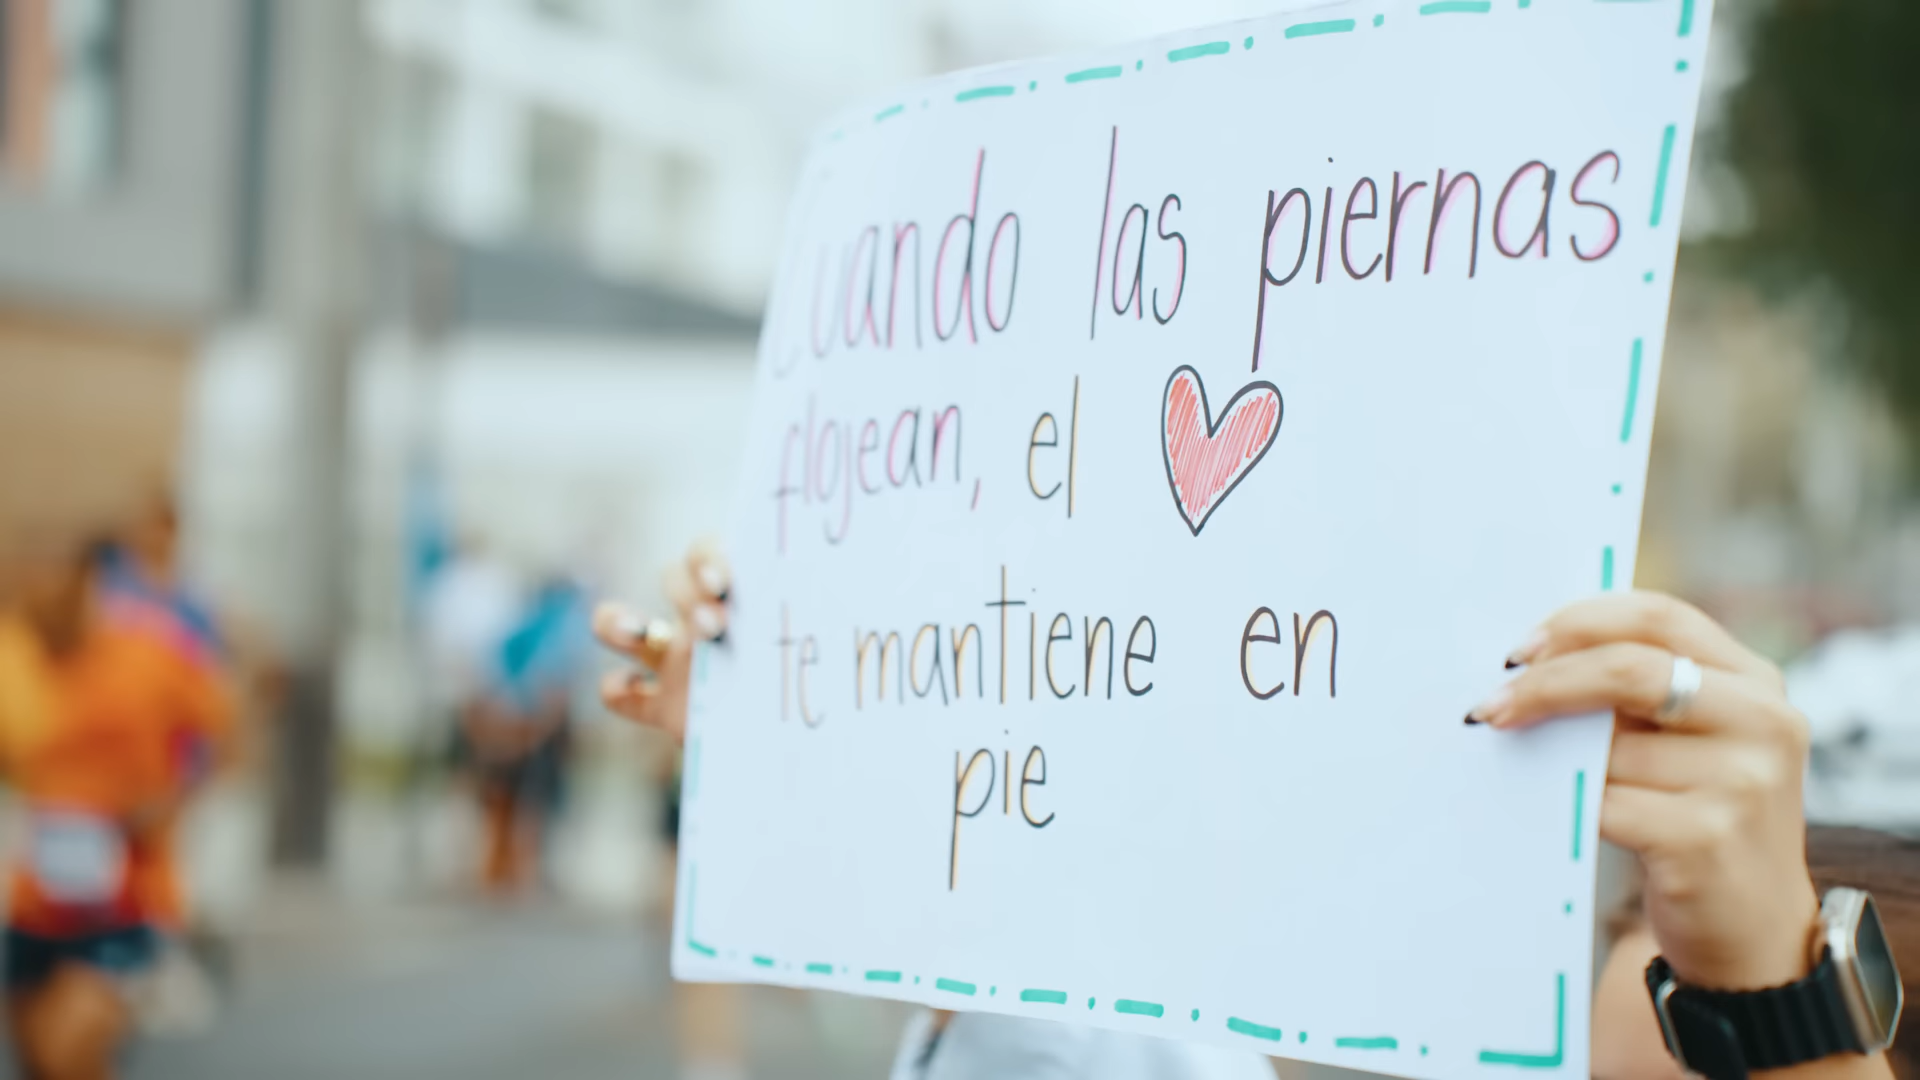 Cuando las piernas
flojean, el ❤
te mantiene en
pie